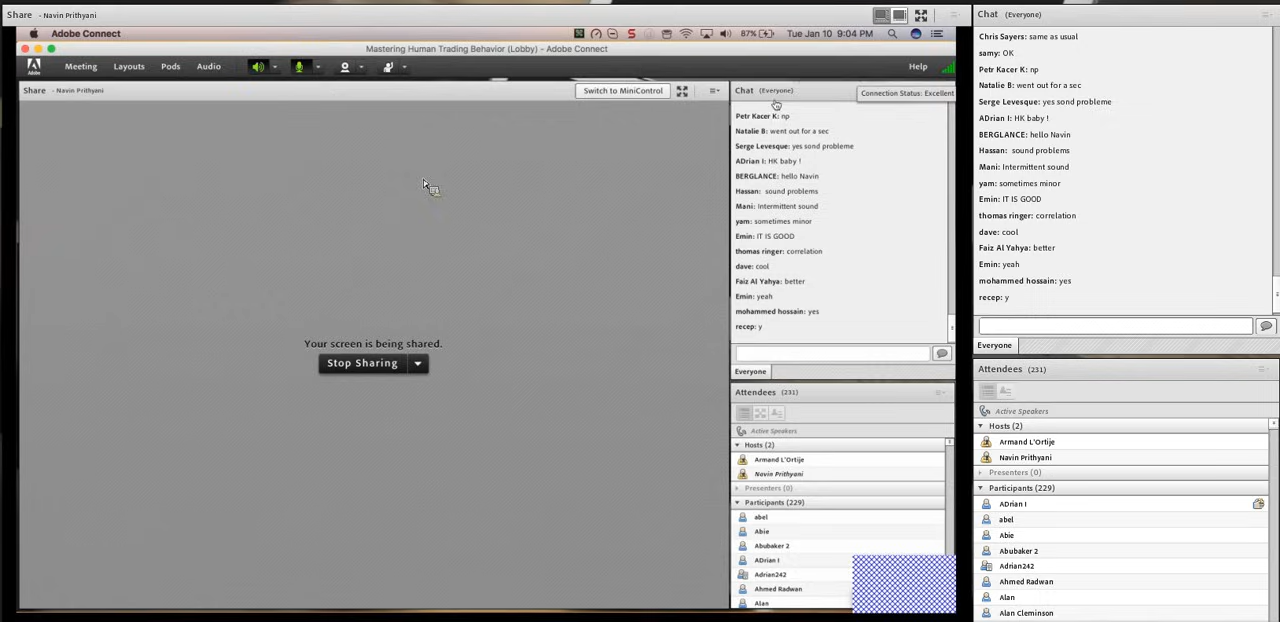 Share - Navin Prithyani
Adobe Connect
87%
Tue Jan 10 9:04 PM
Mastering Human Trading Behavior (Lobby) - Adobe Connect
Adobe
Meeting Layouts Pods Audio
Help
Share - Navin Prithyani
Switch to MiniControl
Your screen is being shared.
Stop Sharing
Chat (Everyone)
Connection Status: Excellent
Petr Kacer K: np
Natalie B: went out for a sec
Serge Levesque: yes sond probleme
ADrian I: HK baby !
BERGLANCE: hello Navin
Hassan: sound problems
Mani: Intermittent sound
yam: sometimes minor
Emin: IT IS GOOD
thomas ringer: correlation
dave: cool
Faiz Al Yahya: better
Emin: yeah
mohammed hossain: yes
recep: y
Everyone
Attendees (231)
Active Speakers
Hosts (2)
Armand L'Ortije
Navin Prithyani
Presenters (0)
Participants (229)
abel
Abie
Abubaker 2
ADrian I
Adrian242
Ahmed Radwan
Alan
Chat (Everyone)
Chris Sayers: same as usual
samy: OK
Petr Kacer K: np
Natalie B: went out for a sec
Serge Levesque: yes sond probleme
ADrian I: HK baby !
BERGLANCE: hello Navin
Hassan: sound problems
Mani: Intermittent sound
yam: sometimes minor
Emin: IT IS GOOD
thomas ringer: correlation
dave: cool
Faiz Al Yahya: better
Emin: yeah
mohammed hossain: yes
recep: y
Everyone
Attendees (231)
Active Speakers
Hosts (2)
Armand L'Ortije
Navin Prithyani
Presenters (0)
Participants (229)
ADrian I
abel
Abie
Abubaker 2
Adrian242
Ahmed Radwan
Alan
Alan Cleminson